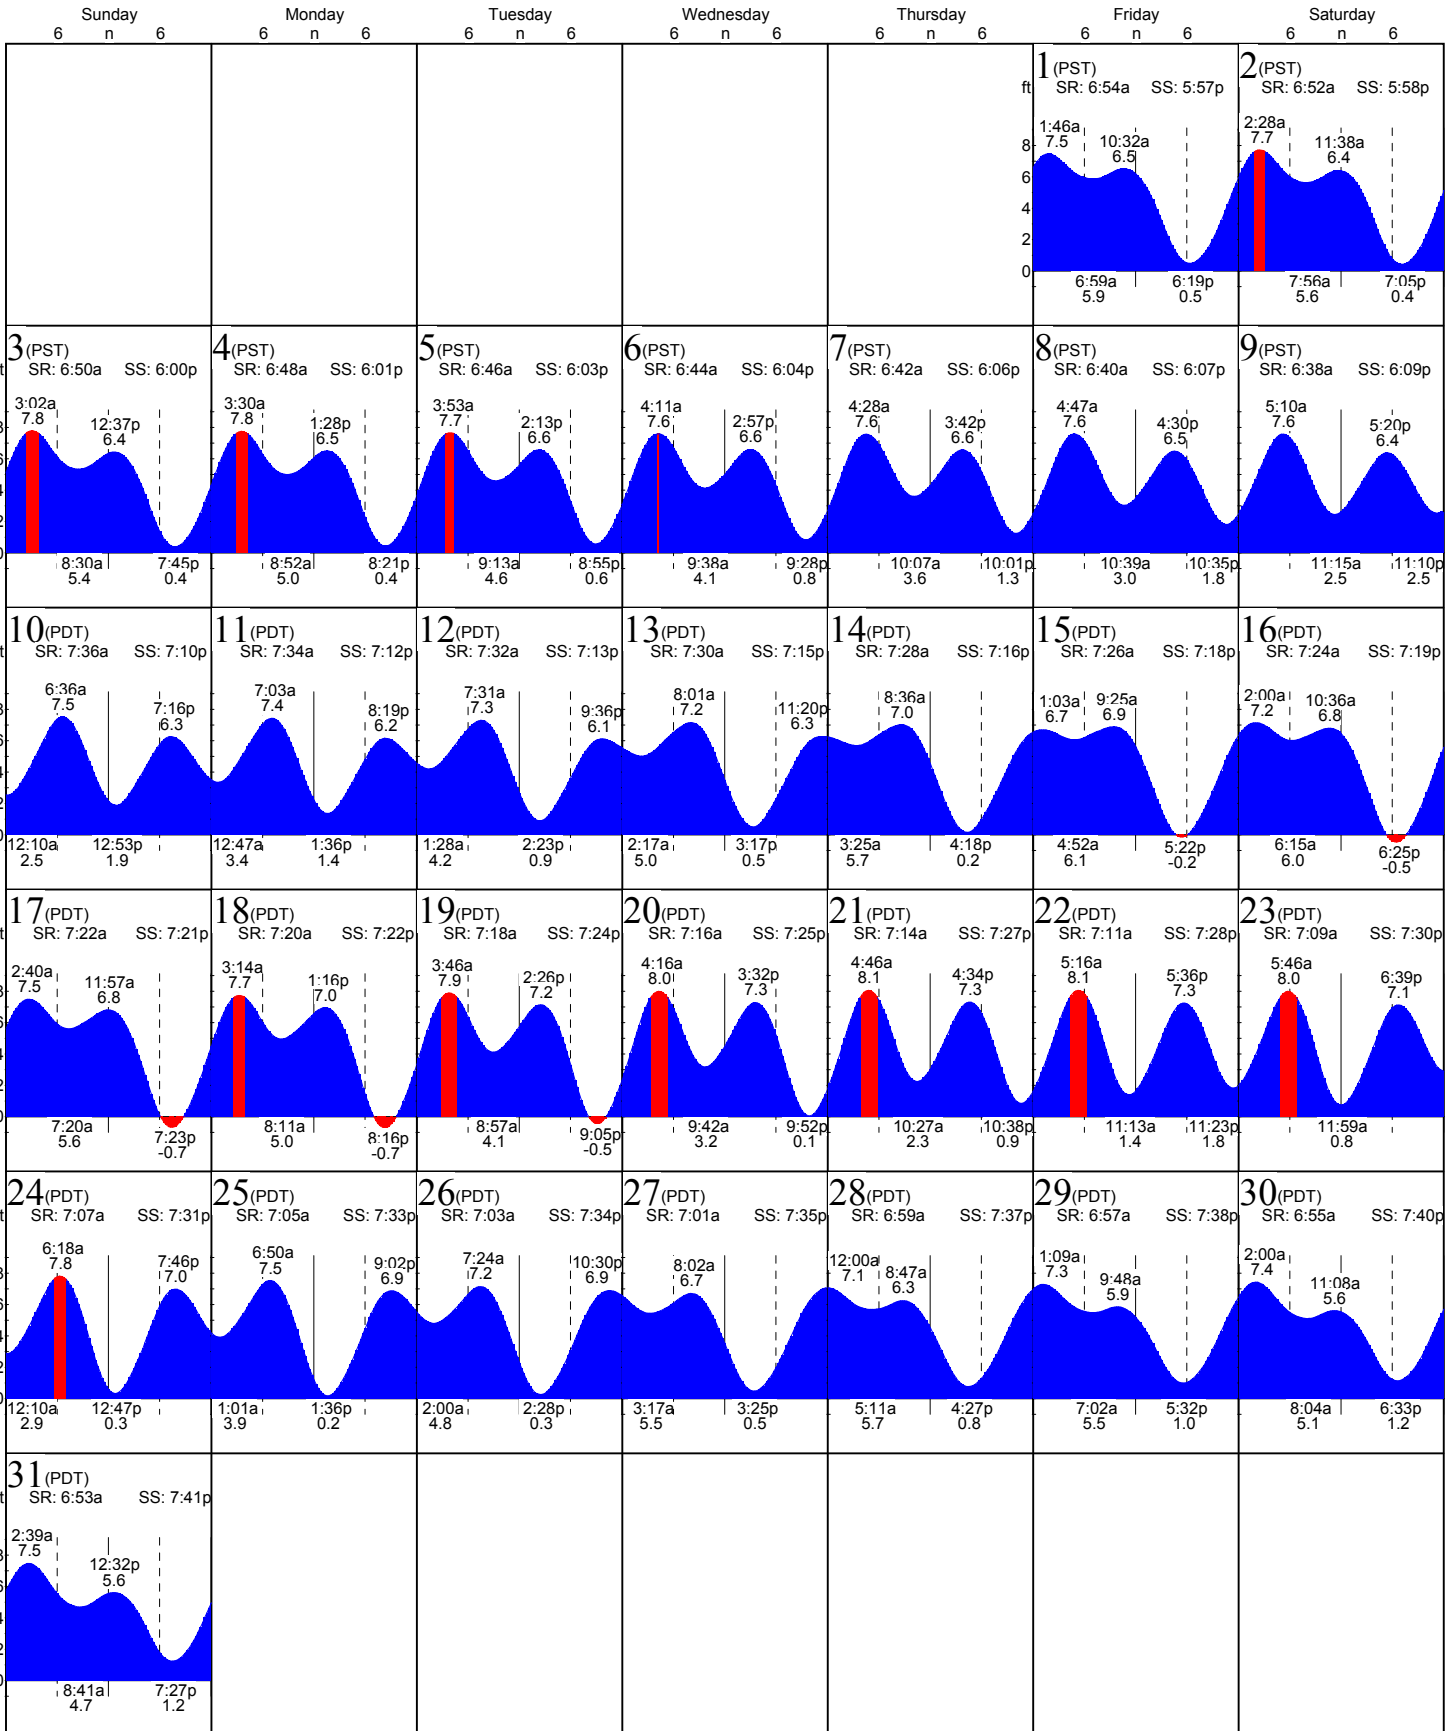 Sunday Monday Tuesday Wednesday Thursday Friday Saturday
6 n 6 6 n 6 6 n 6 6 n 6 6 n 6 6 n 6 6 n 6
1(PST) 2(PST)
ft SR: 6:54a SS: 5:57p SR: 6:52a SS: 5:58p
1:46a 10:32a 2:28a 11:38a
7.5 6.5 7.7 6.4
8
6
4
2
0
6:59a 6:19p 7:56a 7:05p
5.9 0.5 5.6 0.4
3(PST) 4(PST) 5(PST) 6(PST) 7(PST) 8(PST) 9(PST)
SR: 6:50a SS: 6:00p SR: 6:48a SS: 6:01p SR: 6:46a SS: 6:03p SR: 6:44a SS: 6:04p SR: 6:42a SS: 6:06p SR: 6:40a SS: 6:07p SR: 6:38a SS: 6:09p
3:02a 12:37p 3:30a 1:28p 3:53a 2:13p 4:11a 2:57p 4:28a 3:42p 4:47a 4:30p 5:10a 5:20p
7.8 6.4 7.8 6.5 7.7 6.6 7.6 6.6 7.6 6.6 7.6 6.5 7.6 6.4
8:30a 7:45p 8:52a 8:21p 9:13a 8:55p 9:38a 9:28p 10:07a 10:01p 10:39a 10:35p 11:15a 11:10p
5.4 0.4 5.0 0.4 4.6 0.6 4.1 0.8 3.6 1.3 3.0 1.8 2.5 2.5
10(PDT) 11(PDT) 12(PDT) 13(PDT) 14(PDT) 15(PDT) 16(PDT)
SR: 7:36a SS: 7:10p SR: 7:34a SS: 7:12p SR: 7:32a SS: 7:13p SR: 7:30a SS: 7:15p SR: 7:28a SS: 7:16p SR: 7:26a SS: 7:18p SR: 7:24a SS: 7:19p
6:36a 7:16p 7:03a 8:19p 7:31a 9:36p 8:01a 11:20p 8:36a 1:03a 9:25a 2:00a 10:36a
7.5 6.3 7.4 6.2 7.3 6.1 7.2 6.3 7.0 6.7 6.9 7.2 6.8
12:10a 12:53p 12:47a 1:36p 1:28a 2:23p 2:17a 3:17p 3:25a 4:18p 4:52a 5:22p 6:15a 6:25p
2.5 1.9 3.4 1.4 4.2 0.9 5.0 0.5 5.7 0.2 6.1 -0.2 6.0 -0.5
17(PDT) 18(PDT) 19(PDT) 20(PDT) 21(PDT) 22(PDT) 23(PDT)
SR: 7:22a SS: 7:21p SR: 7:20a SS: 7:22p SR: 7:18a SS: 7:24p SR: 7:16a SS: 7:25p SR: 7:14a SS: 7:27p SR: 7:11a SS: 7:28p SR: 7:09a SS: 7:30p
2:40a 11:57a 3:14a 1:16p 3:46a 2:26p 4:16a 3:32p 4:46a 4:34p 5:16a 5:36p 5:46a 6:39p
7.5 6.8 7.7 7.0 7.9 7.2 8.0 7.3 8.1 7.3 8.1 7.3 8.0 7.1
7:20a 7:23p 8:11a 8:16p 8:57a 9:05p 9:42a 9:52p 10:27a 10:38p 11:13a 11:23p 11:59a
5.6 -0.7 5.0 -0.7 4.1 -0.5 3.2 0.1 2.3 0.9 1.4 1.8 0.8
24(PDT) 25(PDT) 26(PDT) 27(PDT) 28(PDT) 29(PDT) 30(PDT)
SR: 7:07a SS: 7:31p SR: 7:05a SS: 7:33p SR: 7:03a SS: 7:34p SR: 7:01a SS: 7:35p SR: 6:59a SS: 7:37p SR: 6:57a SS: 7:38p SR: 6:55a SS: 7:40p
6:18a 7:46p 6:50a 9:02p 7:24a 10:30p 8:02a 12:00a 8:47a 1:09a 9:48a 2:00a 11:08a
7.8 7.0 7.5 6.9 7.2 6.9 6.7 7.1 6.3 7.3 5.9 7.4 5.6
12:10a 12:47p 1:01a 1:36p 2:00a 2:28p 3:17a 3:25p 5:11a 4:27p 7:02a 5:32p 8:04a 6:33p
2.9 0.3 3.9 0.2 4.8 0.3 5.5 0.5 5.7 0.8 5.5 1.0 5.1 1.2
31(PDT)
SR: 6:53a SS: 7:41p
2:39a 12:32p
7.5 5.6
8:41a 7:27p
4.7 1.2